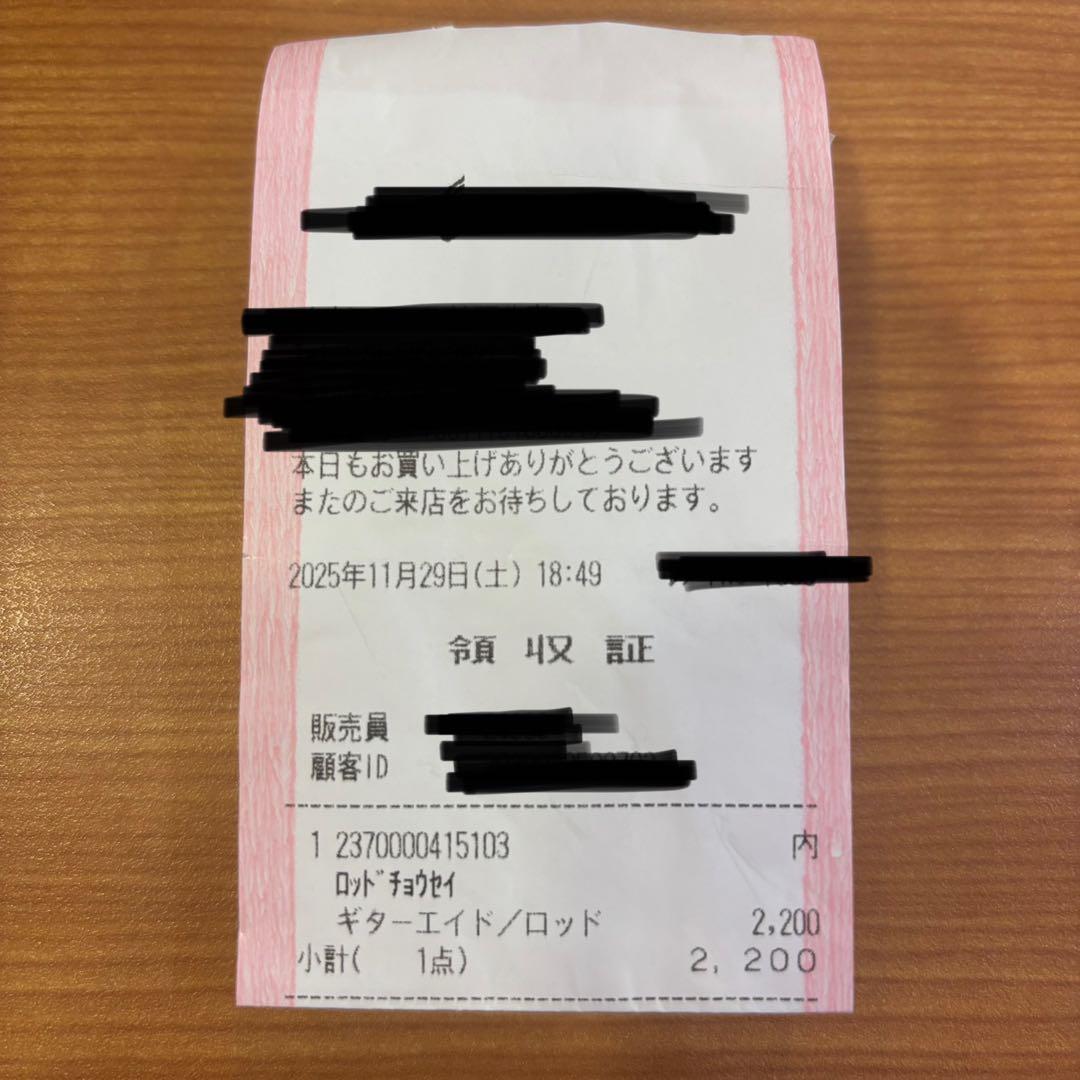 本日もお買い上げありがとうございます
またのご来店をお待ちしております。
2025年11月29日(土) 18:49
領収証
販売員
顧客ID
1 2370000415103 内
ﾛｯﾄﾞﾁｮｳｾｲ
ギターエイド／ロッド 2,200
小計( 1点) 2,200